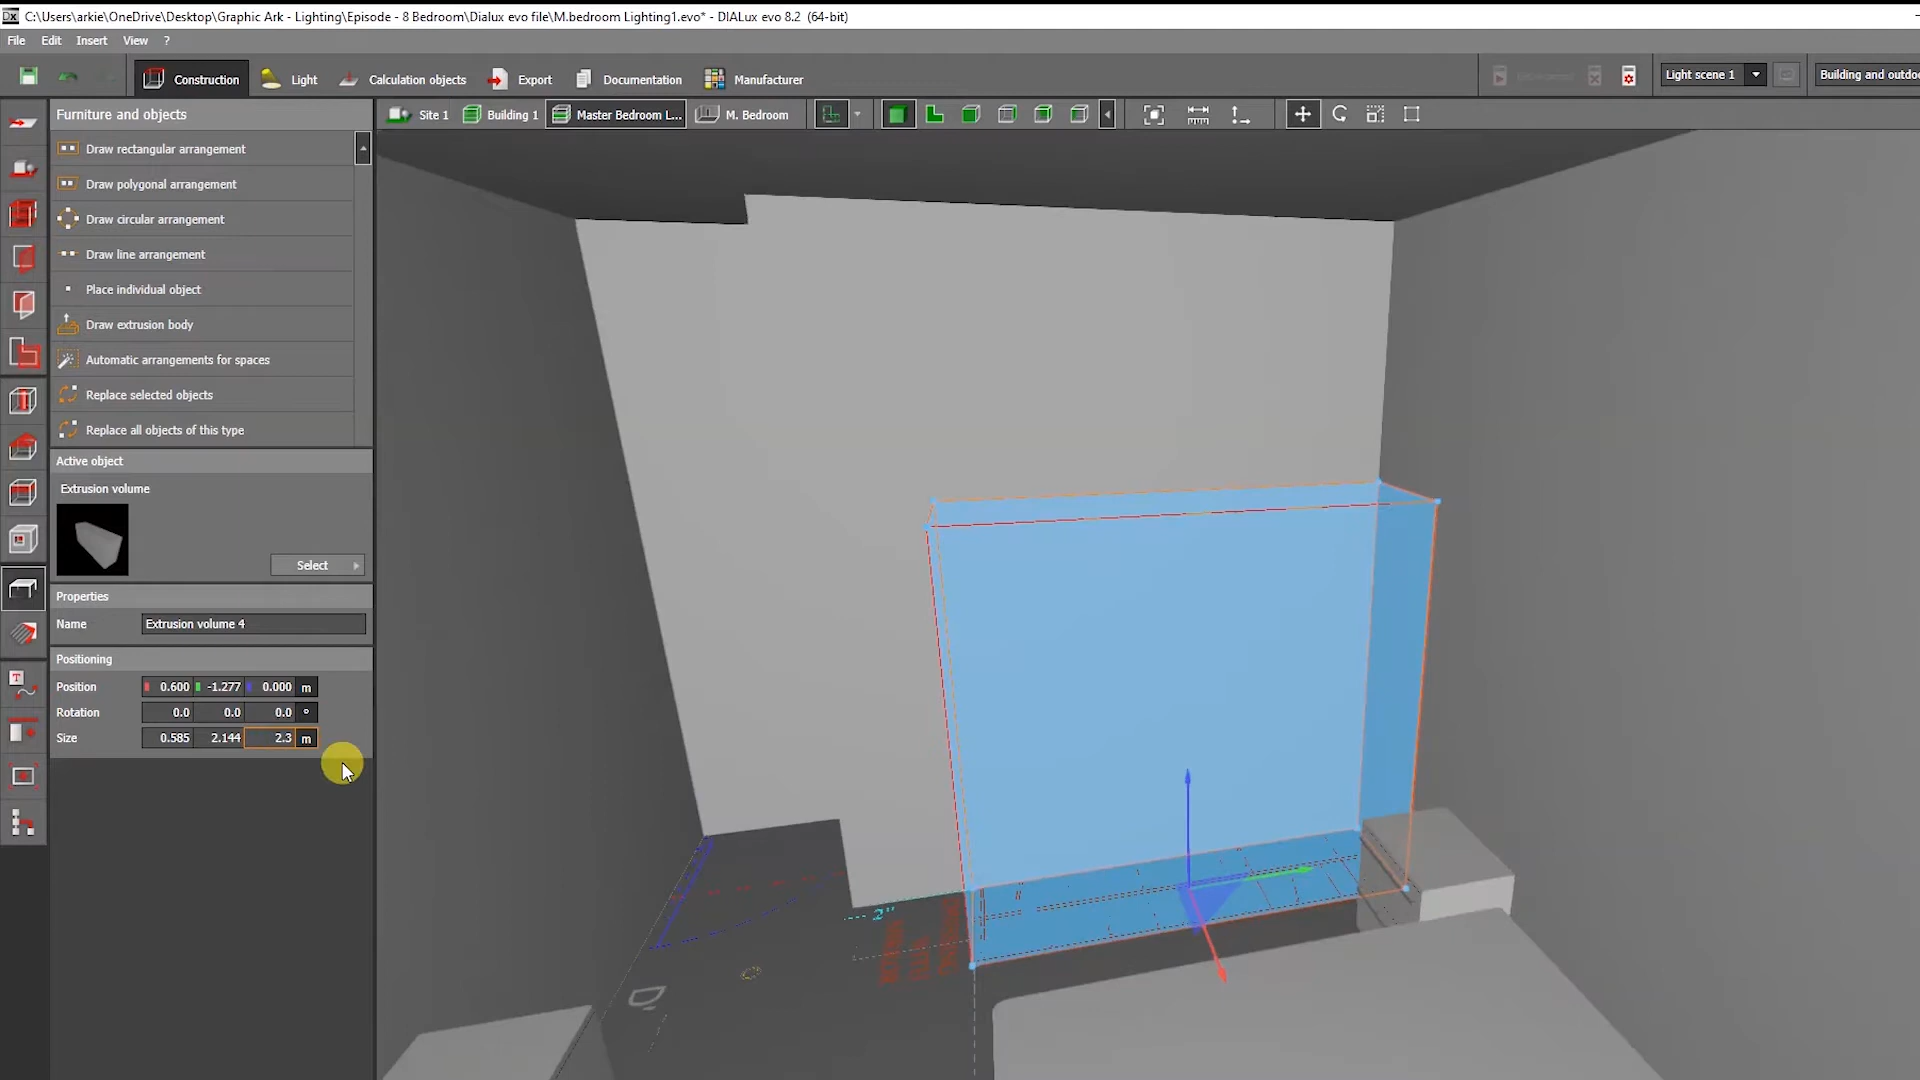 C:\Users\arkie\OneDrive\Desktop\Graphic Ark - Lighting\Episode - 8 Bedroom\Dialux evo file\M.bedroom Lighting1.evo* - DIALux evo 8.2 (64-bit)
File Edit Insert View ?
Construction Light Calculation objects Export Documentation Manufacturer Light scene 1 Building and outdoo
Furniture and objects Site 1 Building 1 Master Bedroom L... M. Bedroom
Draw rectangular arrangement
Draw polygonal arrangement
Draw circular arrangement
Draw line arrangement
Place individual object
Draw extrusion body
Automatic arrangements for spaces
Replace selected objects
Replace all objects of this type
Active object
Extrusion volume
Select
Properties
Name Extrusion volume 4
Positioning
Position 0.600 -1.277 0.000 m
Rotation 0.0 0.0 0.0 °
Size 0.585 2.144 2.3 m
2"